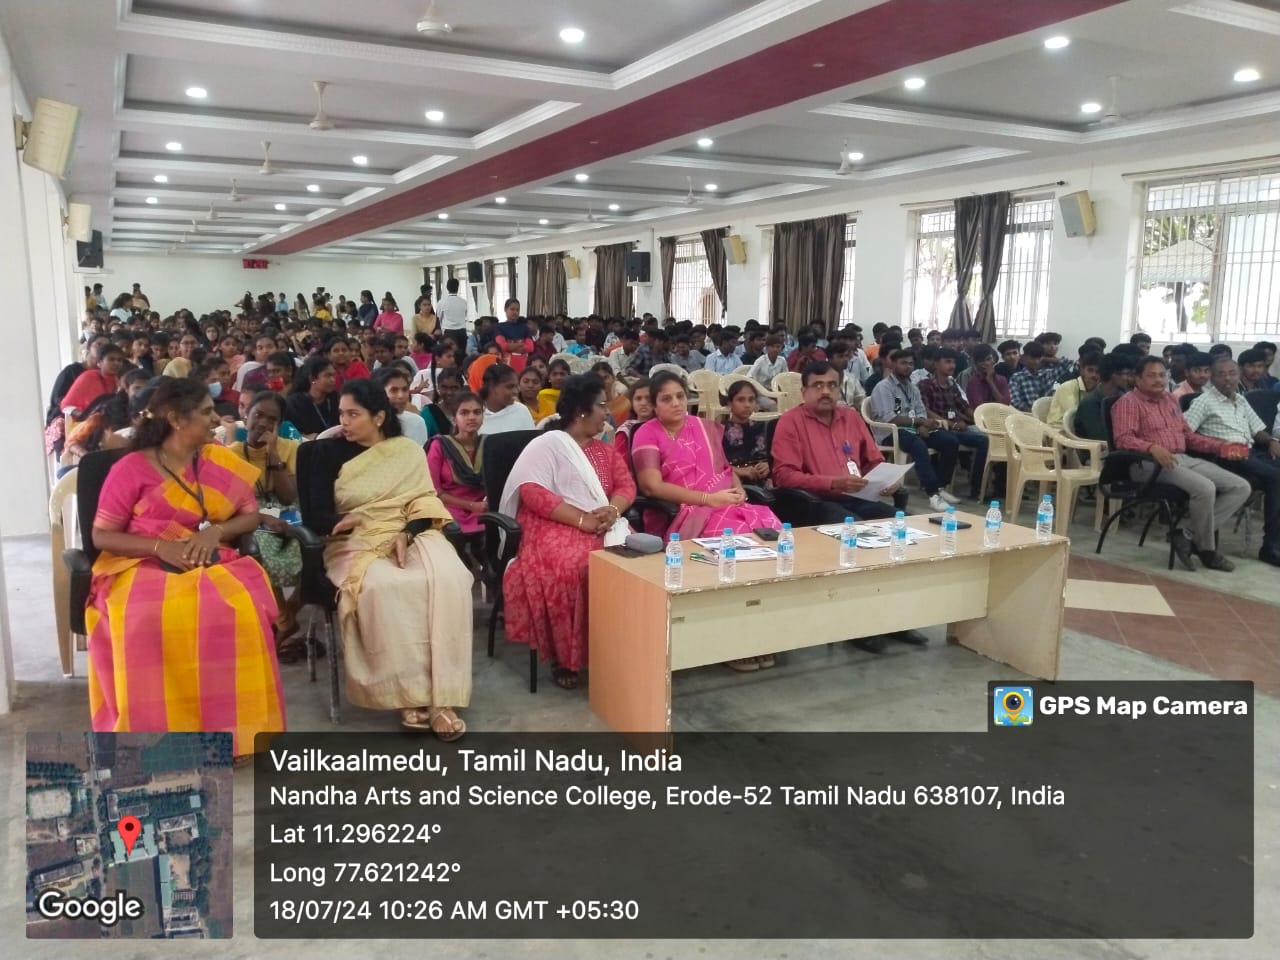 GPS Map Camera
Vailkaalmedu, Tamil Nadu, India
Nandha Arts and Science College, Erode-52 Tamil Nadu 638107, India
Lat 11.296224°
Long 77.621242°
18/07/24 10:26 AM GMT +05:30
Google